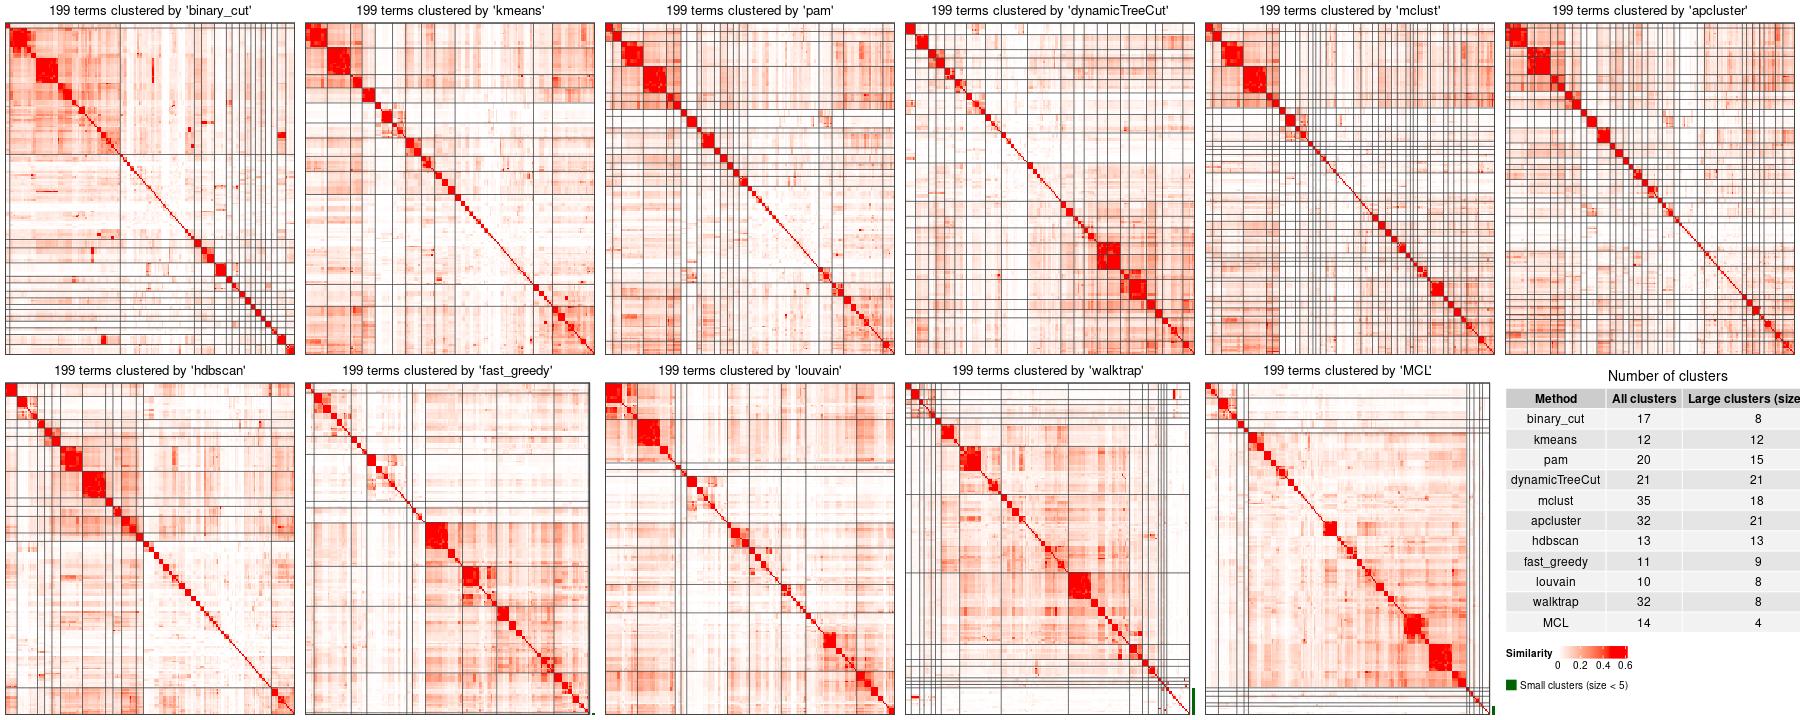 199 terms clustered by 'binary_cut'
199 terms clustered by 'kmeans'
199 terms clustered by 'pam'
199 terms clustered by 'dynamicTreeCut'
199 terms clustered by 'mclust'
199 terms clustered by 'apcluster'
199 terms clustered by 'hdbscan'
199 terms clustered by 'fast_greedy'
199 terms clustered by 'louvain'
199 terms clustered by 'walktrap'
199 terms clustered by 'MCL'
Number of clusters
Method All clusters Large clusters (size
binary_cut 17 8
kmeans 12 12
pam 20 15
dynamicTreeCut 21 21
mclust 35 18
apcluster 32 21
hdbscan 13 13
fast_greedy 11 9
louvain 10 8
walktrap 32 8
MCL 14 4
Similarity
0 0.2 0.4 0.6
Small clusters (size < 5)